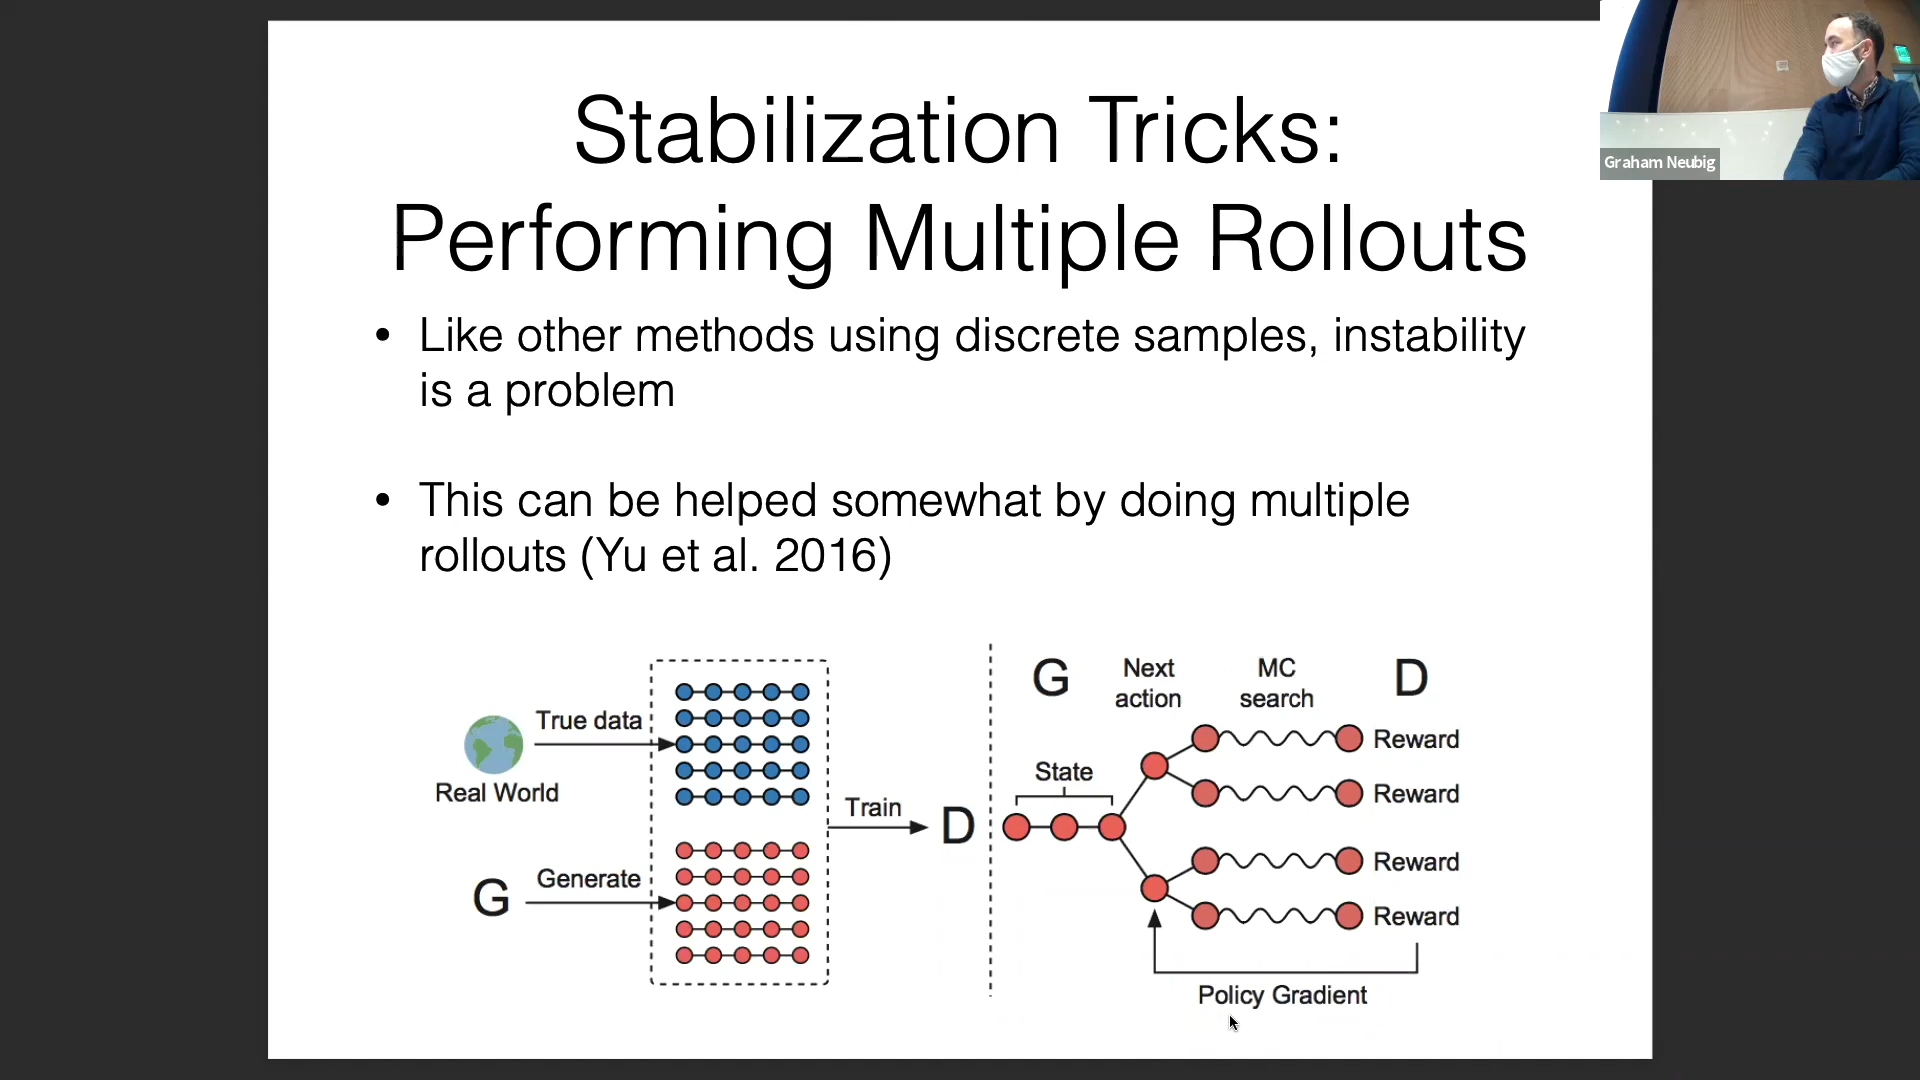 Stabilization Tricks:
Performing Multiple Rollouts
• Like other methods using discrete samples, instability
is a problem
• This can be helped somewhat by doing multiple
rollouts (Yu et al. 2016)
True data
Real World
G
Generate
Train
D
G
Next
action
MC
search
D
State
Reward
Reward
Reward
Reward
Policy Gradient
Graham Neubig